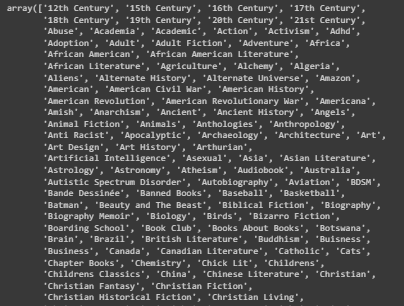 array(['12th Century', '15th Century', '16th Century', '17th Century',
'18th Century', '19th Century', '20th Century', '21st Century',
'Abuse', 'Academia', 'Academic', 'Action', 'Activism', 'Adhd',
'Adoption', 'Adult', 'Adult Fiction', 'Adventure', 'Africa',
'African American', 'African American Literature',
'African Literature', 'Agriculture', 'Alchemy', 'Algeria',
'Aliens', 'Alternate History', 'Alternate Universe', 'Amazon',
'American', 'American Civil War', 'American History',
'American Revolution', 'American Revolutionary War', 'Americana',
'Amish', 'Anarchism', 'Ancient', 'Ancient History', 'Angels',
'Animal Fiction', 'Animals', 'Anthologies', 'Anthropology',
'Anti Racist', 'Apocalyptic', 'Archaeology', 'Architecture', 'Art',
'Art Design', 'Art History', 'Arthurian',
'Artificial Intelligence', 'Asexual', 'Asia', 'Asian Literature',
'Astrology', 'Astronomy', 'Atheism', 'Audiobook', 'Australia',
'Autistic Spectrum Disorder', 'Autobiography', 'Aviation', 'BDSM',
'Bande Dessinée', 'Banned Books', 'Baseball', 'Basketball',
'Batman', 'Beauty and The Beast', 'Biblical Fiction', 'Biography',
'Biography Memoir', 'Biology', 'Birds', 'Bizarro Fiction',
'Boarding School', 'Book Club', 'Books About Books', 'Botswana',
'Brain', 'Brazil', 'British Literature', 'Buddhism', 'Buisness',
'Business', 'Canada', 'Canadian Literature', 'Catholic', 'Cats',
'Chapter Books', 'Chemistry', 'Chick Lit', 'Childrens',
'Childrens Classics', 'China', 'Chinese Literature', 'Christian',
'Christian Fantasy', 'Christian Fiction',
'Christian Historical Fiction', 'Christian Living',